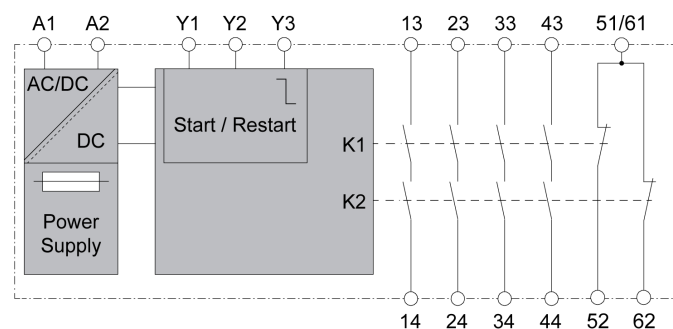 A1 A2 Y1 Y2 Y3 13 23 33 43 51/61
AC/DC
DC
Start / Restart
K1
K2
Power
Supply
14 24 34 44 52 62